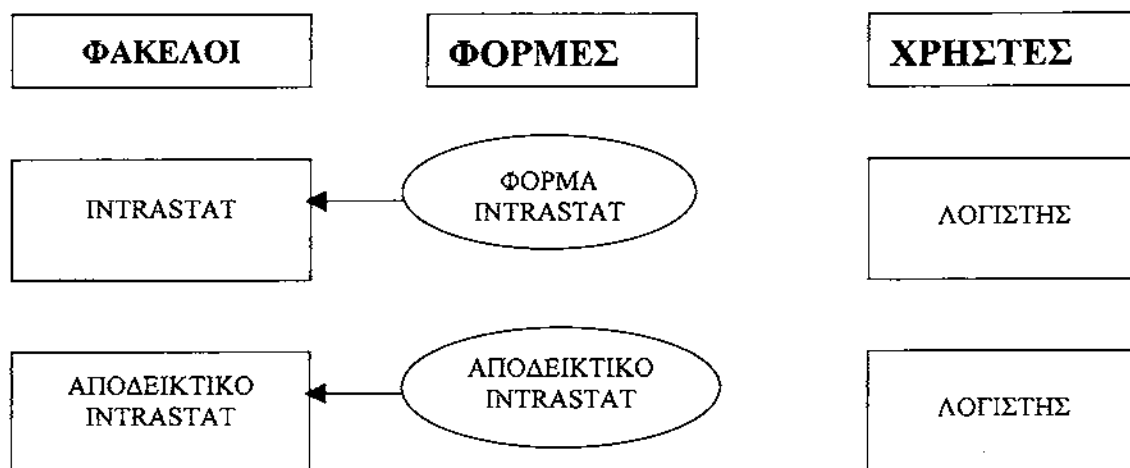 ΦΑΚΕΛΟΙ
ΦΟΡΜΕΣ
ΧΡΗΣΤΕΣ
INTRASTAT
ΦΟΡΜΑ
INTRASTAT
ΛΟΓΙΣΤΗΣ
ΑΠΟΔΕΙΚΤΙΚΟ
INTRASTAT
ΑΠΟΔΕΙΚΤΙΚΟ
INTRASTAT
ΛΟΓΙΣΤΗΣ